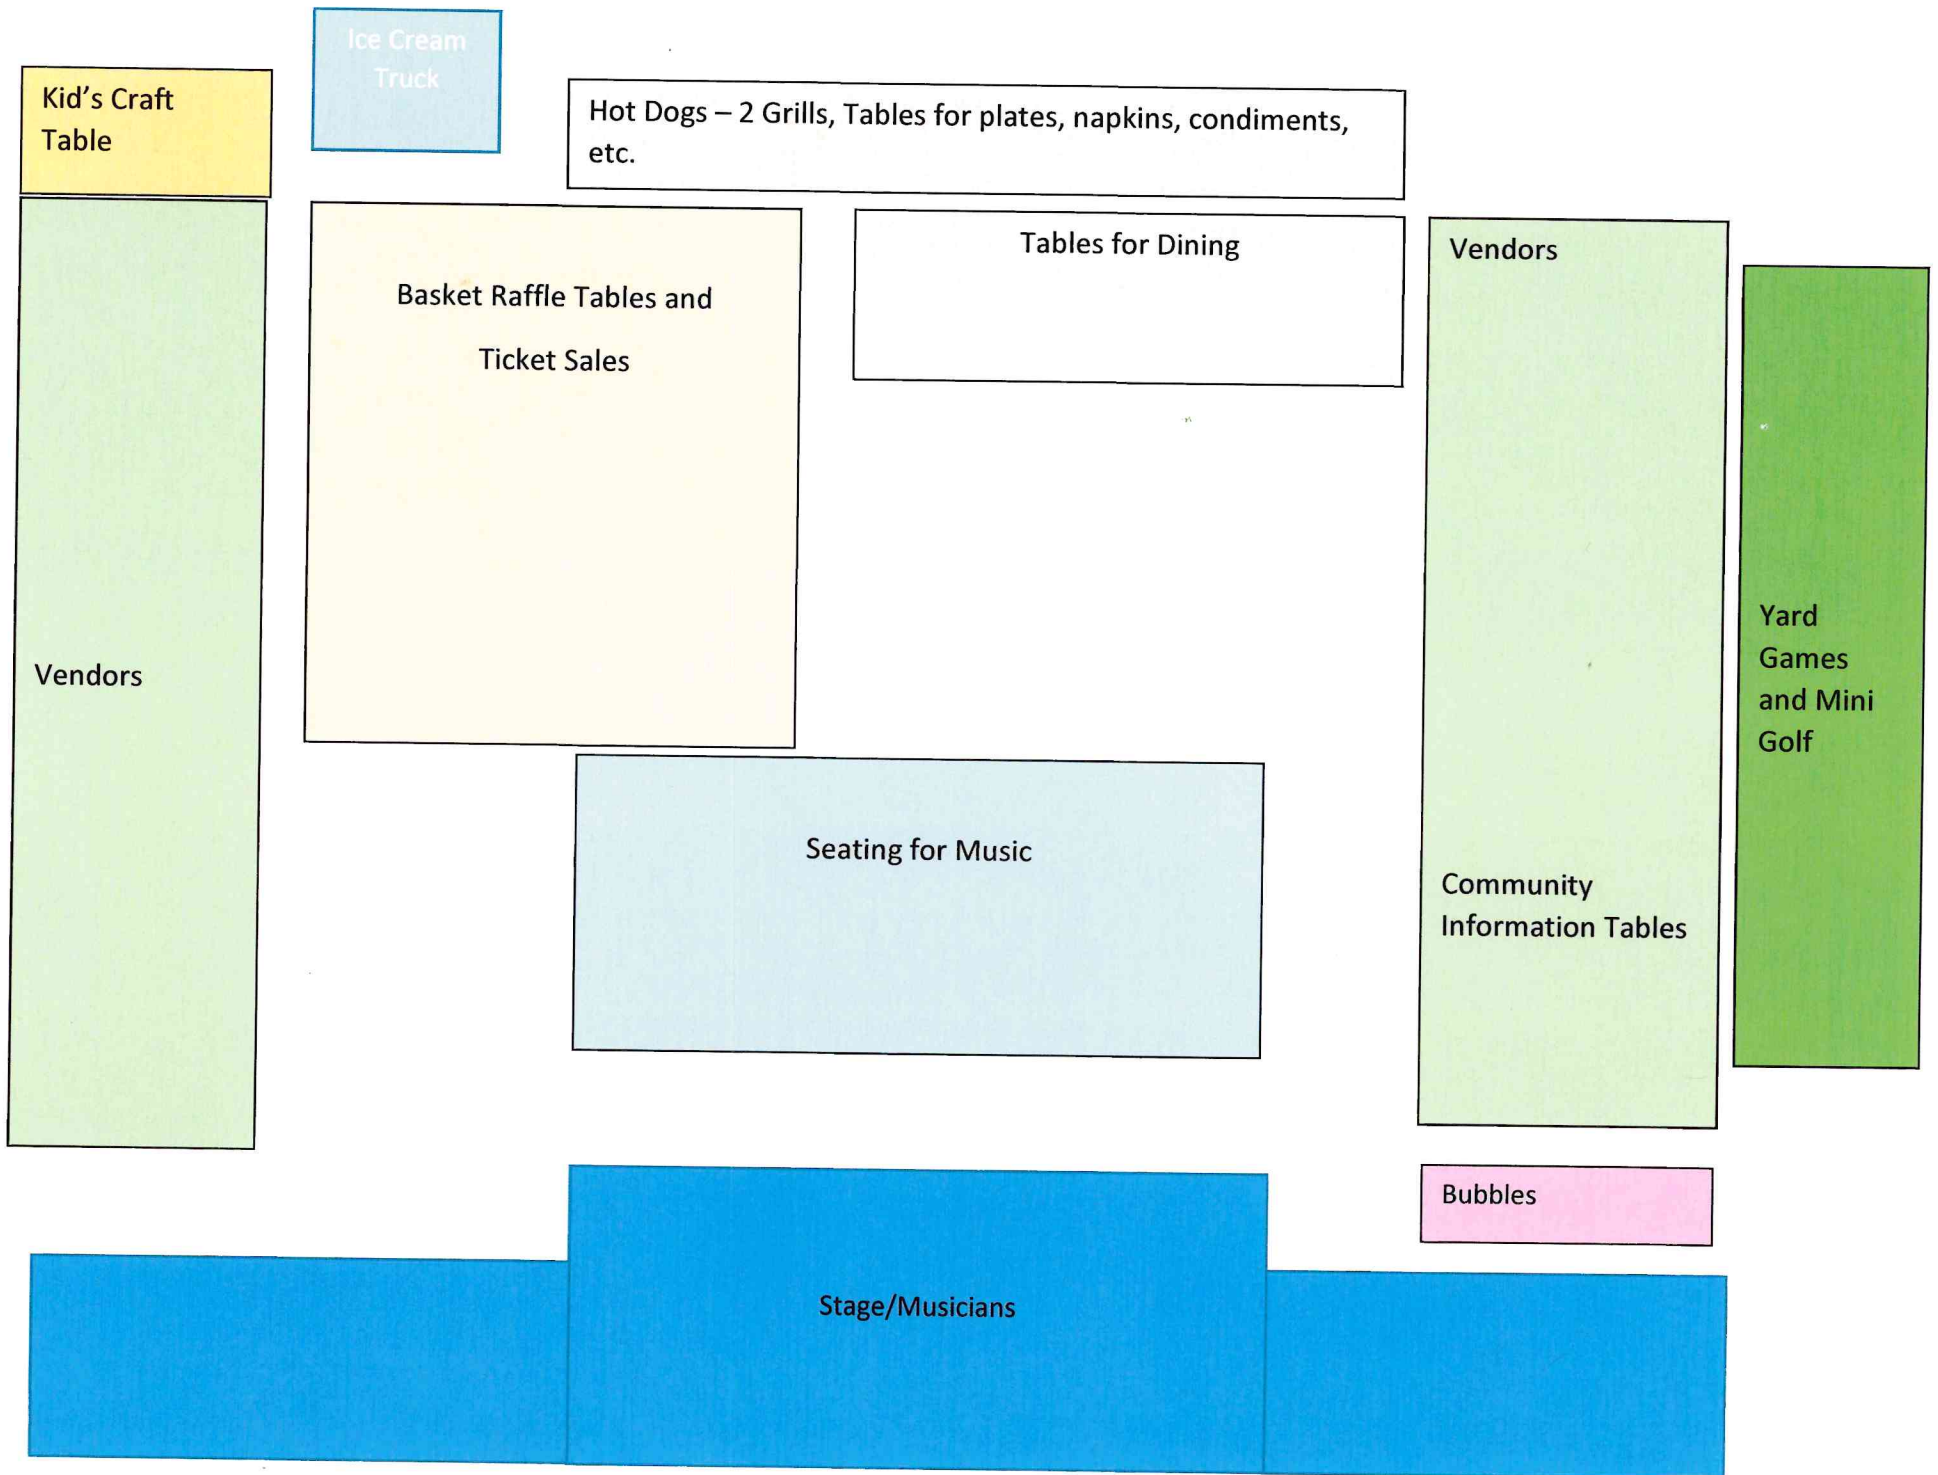 Ice Cream
Truck
Kid's Craft
Table
Hot Dogs – 2 Grills, Tables for plates, napkins, condiments,
etc.
Basket Raffle Tables and
Ticket Sales
Tables for Dining
Vendors
Vendors
Yard
Games
and Mini
Golf
Seating for Music
Community
Information Tables
Bubbles
Stage/Musicians